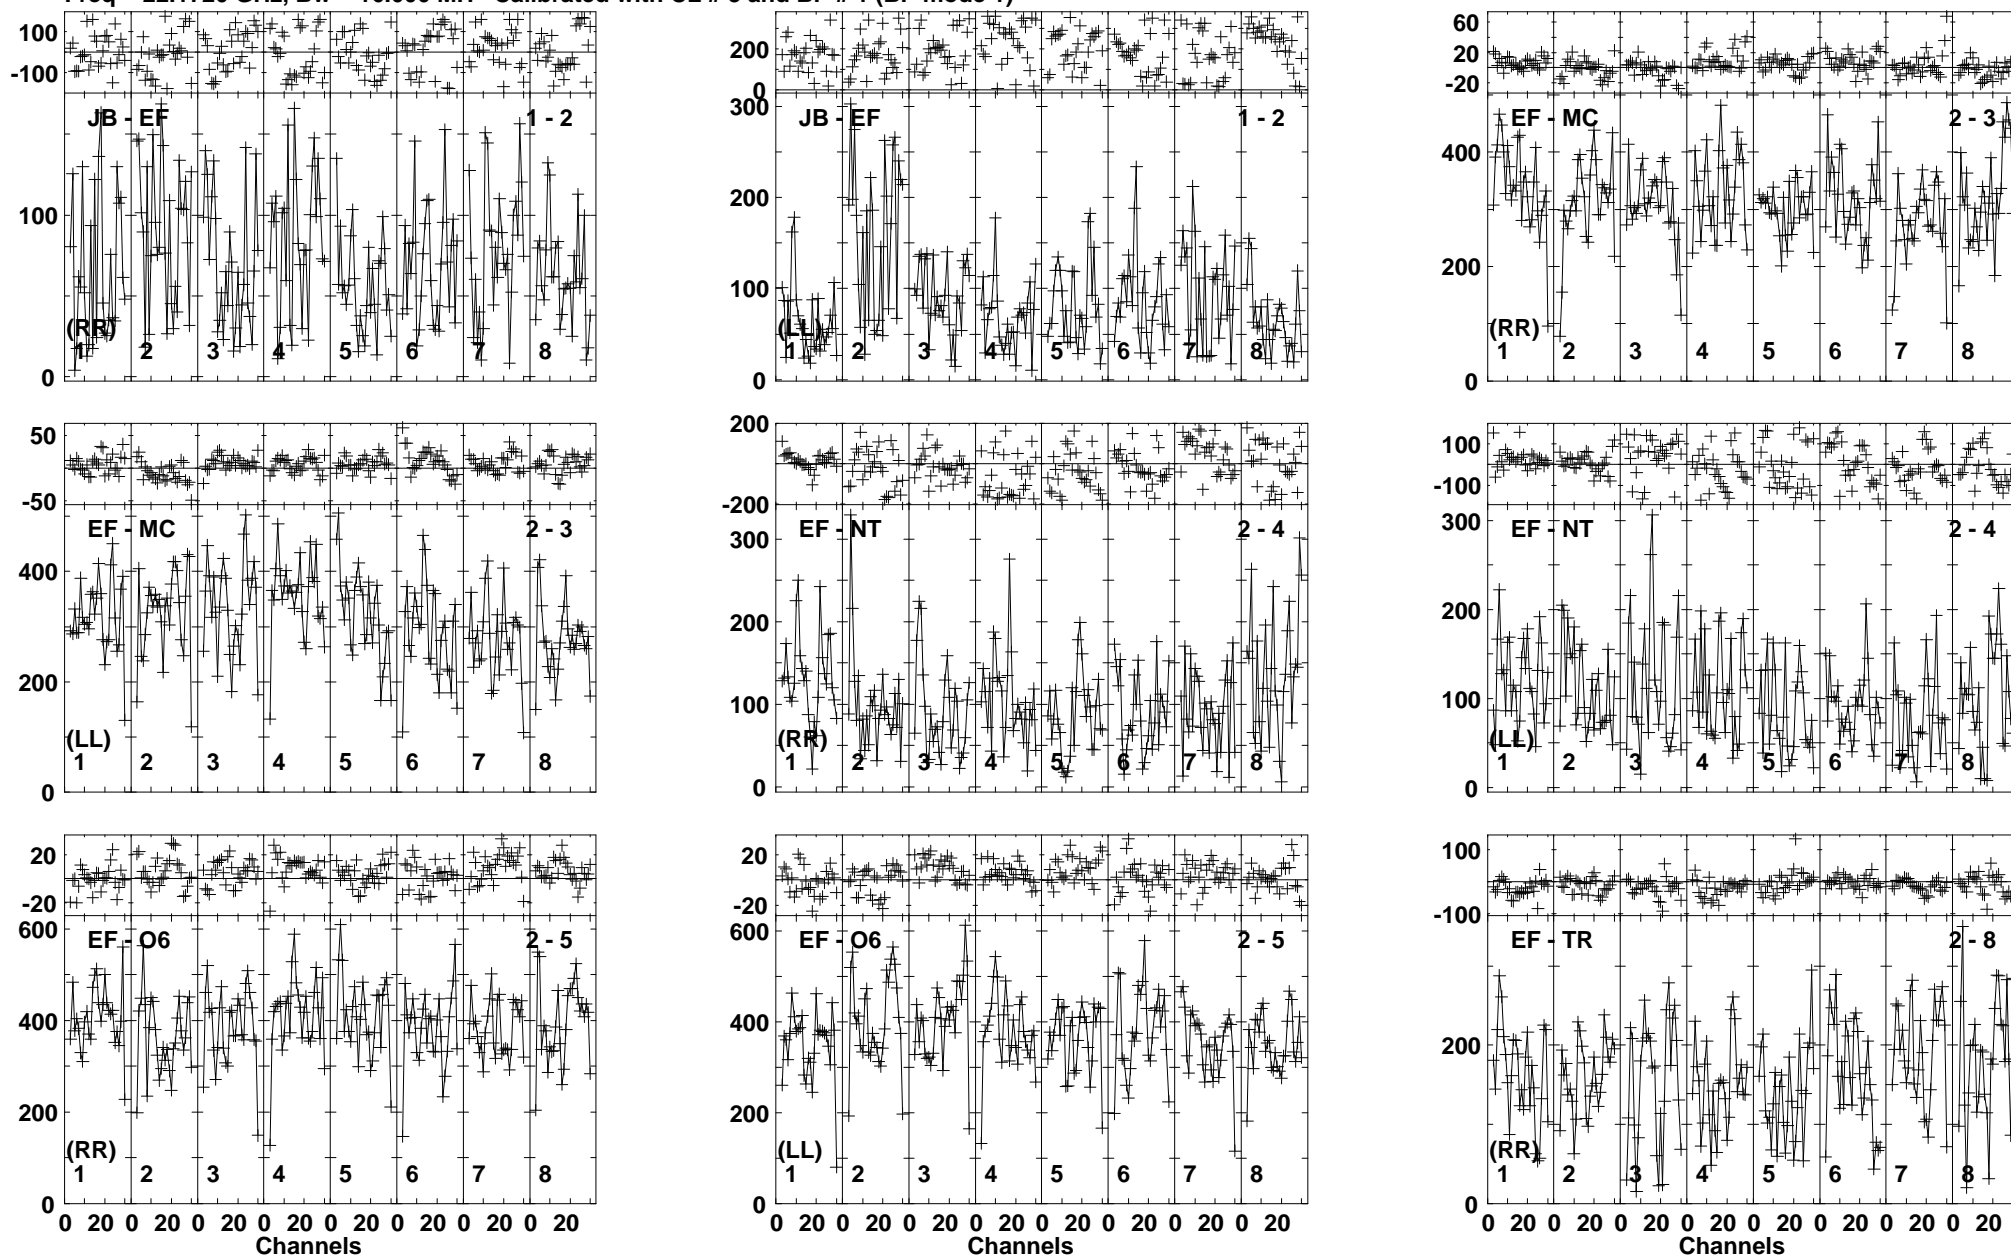 100 -100 JB - EF 1 - 2 100 0 (RR) 1 2 3 4 5 6 7 8
200 0 JB - EF 1 - 2 300 200 100 0 (LL) 1 2 3 4 5 6 7 8
60 20 -20 EF - MC 2 - 3 400 200 0 (RR) 1 2 3 4 5 6 7 8
50 -50 EF - MC 2 - 3 400 200 0 (LL) 1 2 3 4 5 6 7 8
200 -200 EF - NT 2 - 4 300 200 100 0 (RR) 1 2 3 4 5 6 7 8
100 -100 EF - NT 2 - 4 300 200 100 0 (LL) 1 2 3 4 5 6 7 8
20 -20 EF - O6 2 - 5 600 400 200 0 (RR) 1 2 3 4 5 6 7 8
0 20 0 20 0 20 0 20 0 20 0 20 0 20 0 20
Channels
20 -20 EF - O6 2 - 5 600 400 200 0 (LL) 1 2 3 4 5 6 7 8
0 20 0 20 0 20 0 20 0 20 0 20 0 20 0 20
Channels
100 -100 EF - TR 2 - 8 200 0 (RR) 1 2 3 4 5 6 7 8
0 20 0 20 0 20 0 20 0 20 0 20 0 20 0 20
Channels